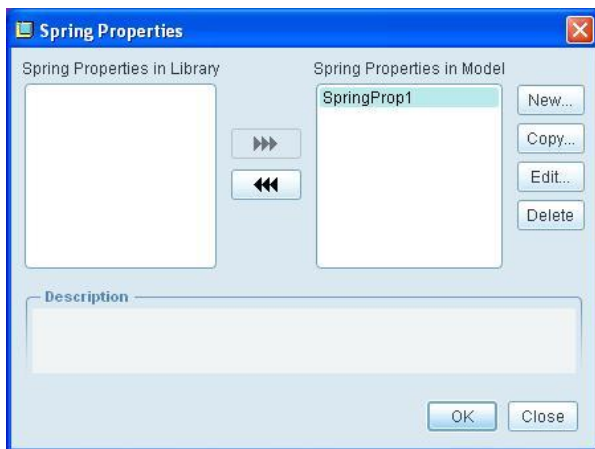 Spring Properties
Spring Properties in Library
Spring Properties in Model
SpringProp1
New...
Copy...
Edit...
Delete
Description
OK
Close